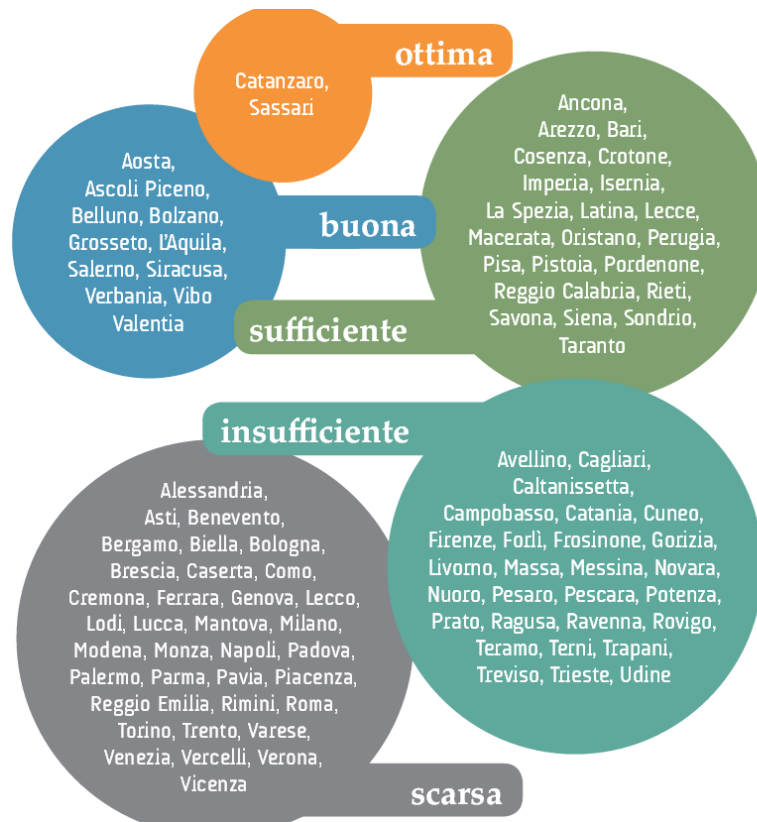 ottima
Catanzaro,
Sassari
buona
Aosta,
Ascoli Piceno,
Belluno, Bolzano,
Grosseto, L'Aquila,
Salerno, Siracusa,
Verbania, Vibo
Valentia
sufficiente
Ancona,
Arezzo, Bari,
Cosenza, Crotone,
Imperia, Isernia,
La Spezia, Latina, Lecce,
Macerata, Oristano, Perugia,
Pisa, Pistoia, Pordenone,
Reggio Calabria, Rieti,
Savona, Siena, Sondrio,
Taranto
insufficiente
Avellino, Cagliari,
Caltanissetta,
Campobasso, Catania, Cuneo,
Firenze, Forlì, Frosinone, Gorizia,
Livorno, Massa, Messina, Novara,
Nuoro, Pesaro, Pescara, Potenza,
Prato, Ragusa, Ravenna, Rovigo,
Teramo, Terni, Trapani,
Treviso, Trieste, Udine
Alessandria,
Asti, Benevento,
Bergamo, Biella, Bologna,
Brescia, Caserta, Como,
Cremona, Ferrara, Genova, Lecco,
Lodi, Lucca, Mantova, Milano,
Modena, Monza, Napoli, Padova,
Palermo, Parma, Pavia, Piacenza,
Reggio Emilia, Rimini, Roma,
Torino, Trento, Varese,
Venezia, Vercelli, Verona,
Vicenza
scarsa